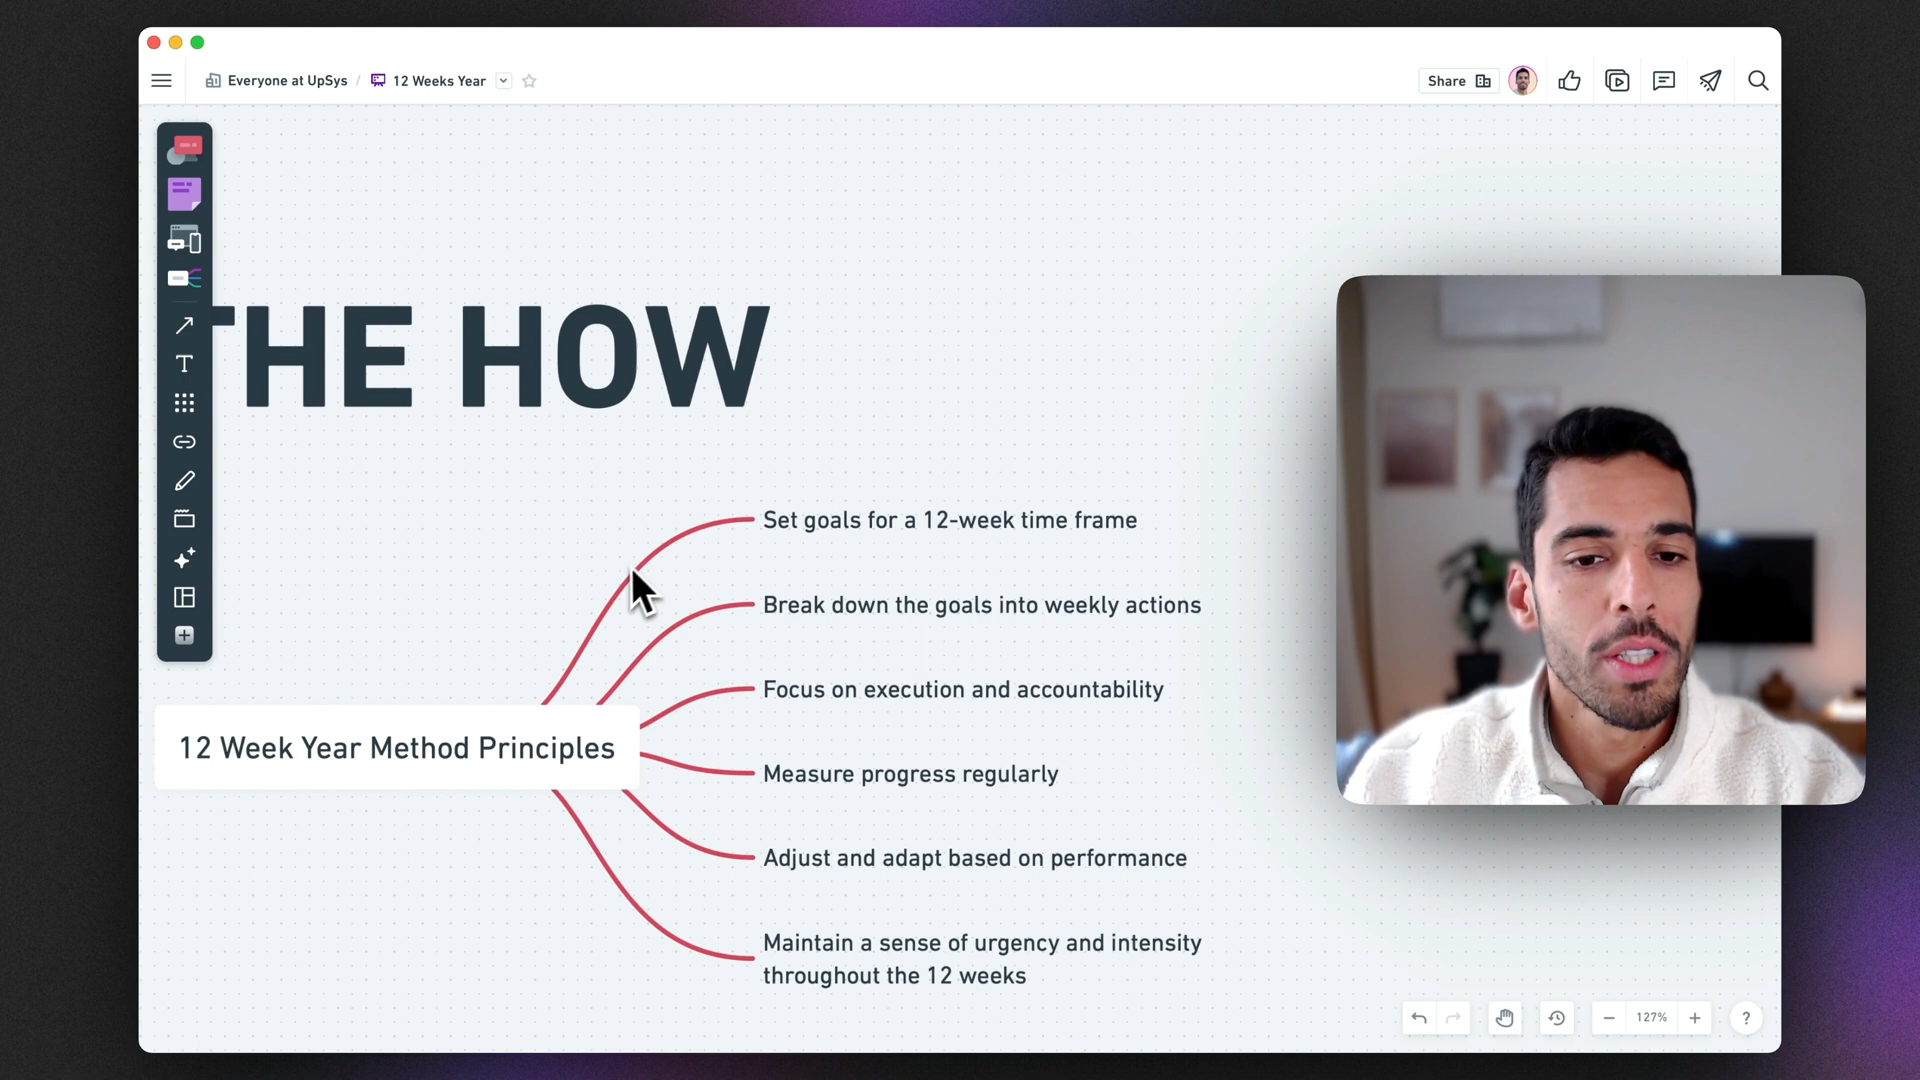 Everyone at UpSys / 12 Weeks Year
Share
THE HOW
Set goals for a 12-week time frame
Break down the goals into weekly actions
Focus on execution and accountability
12 Week Year Method Principles
Measure progress regularly
Adjust and adapt based on performance
Maintain a sense of urgency and intensity
throughout the 12 weeks
127%
?